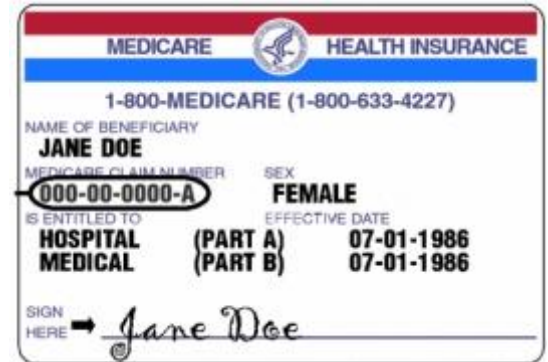 MEDICARE HEALTH INSURANCE
1-800-MEDICARE (1-800-633-4227)
NAME OF BENEFICIARY
JANE DOE
MEDICARE CLAIM NUMBER SEX
000-00-0000-A FEMALE
IS ENTITLED TO EFFECTIVE DATE
HOSPITAL (PART A) 07-01-1986
MEDICAL (PART B) 07-01-1986
SIGN
HERE ➡ Jane Doe